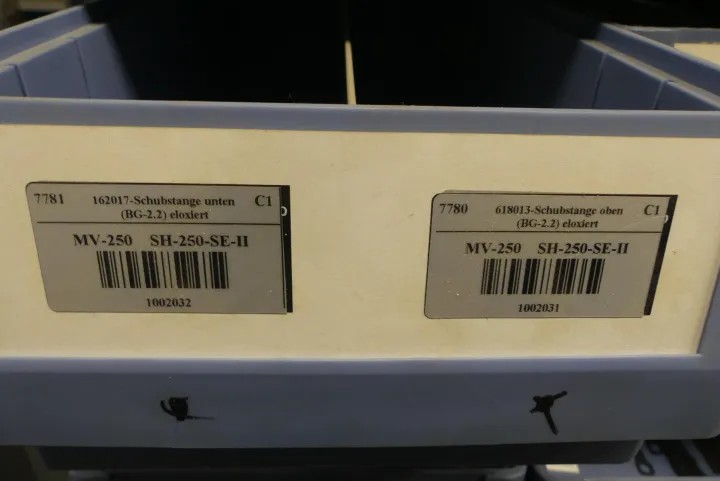 7781 162017-Schubstange unten C1
(BG-2.2) eloxiert
MV-250 SH-250-SE-II
1002032
7780 618013-Schubstange oben C1
(BG-2.2) eloxiert
MV-250 SH-250-SE-II
1002031